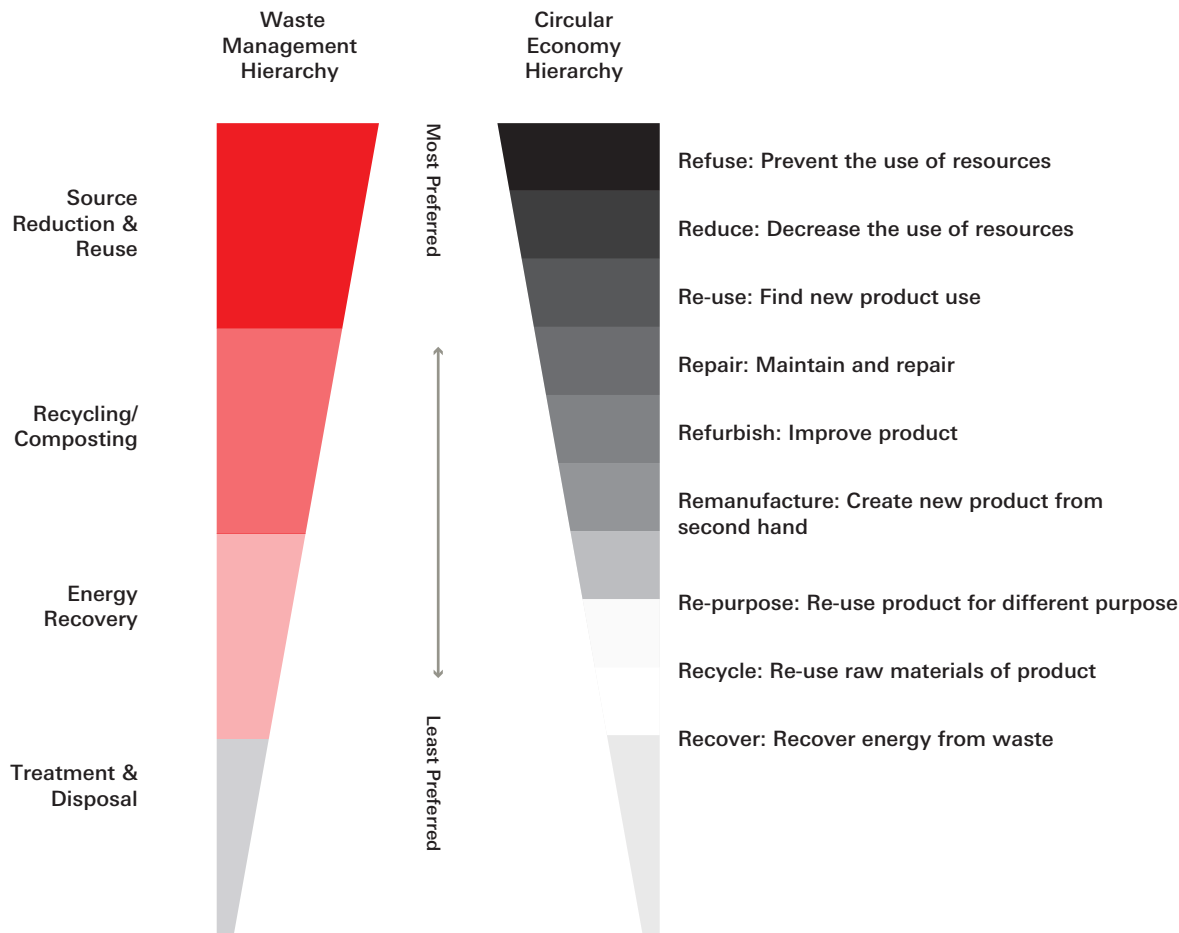 Waste
Management
Hierarchy
Circular
Economy
Hierarchy
Source
Reduction &
Reuse
Recycling/
Composting
Energy
Recovery
Treatment &
Disposal
Most Preferred
Least Preferred
Refuse: Prevent the use of resources
Reduce: Decrease the use of resources
Re-use: Find new product use
Repair: Maintain and repair
Refurbish: Improve product
Remanufacture: Create new product from
second hand
Re-purpose: Re-use product for different purpose
Recycle: Re-use raw materials of product
Recover: Recover energy from waste